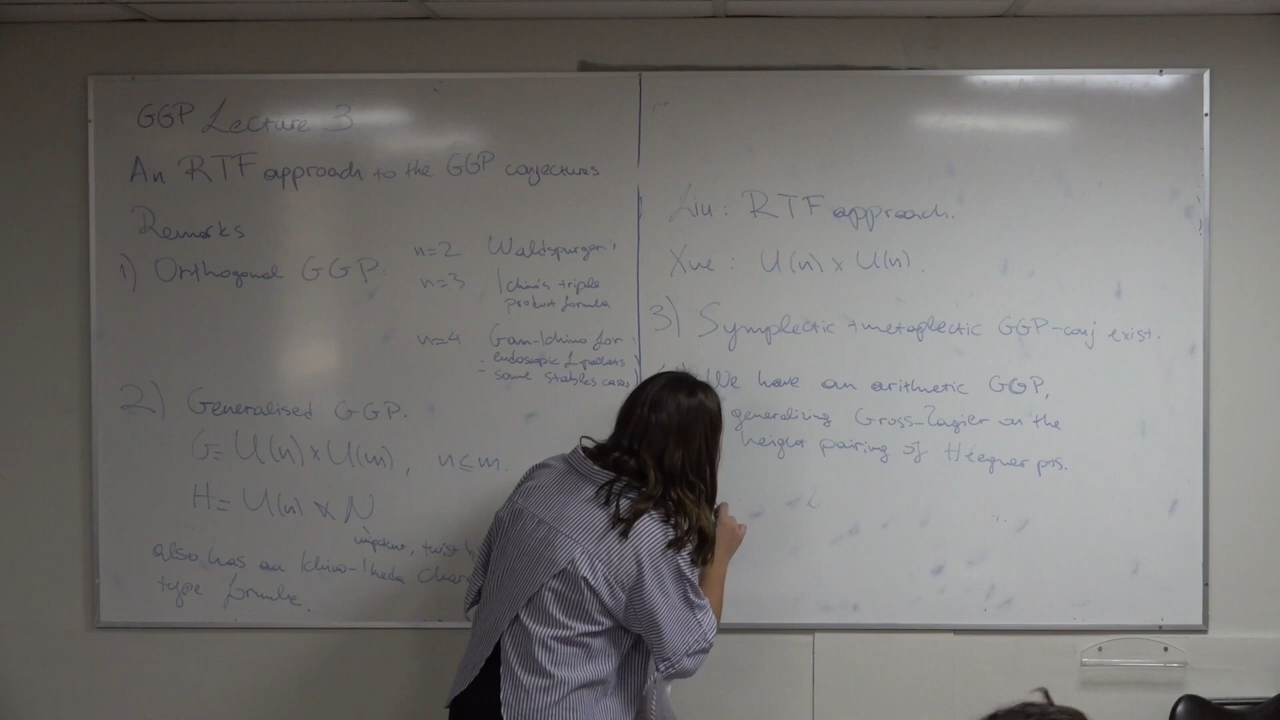 GGP Lecture 3
An RTF approach to the GGP conjectures
Remarks
1) Orthogonal GGP:
n=2 Waldspurger,
n=3 Ichino's triple
product formula
n=4 Gan-Ichino for
- endoscopic L-packets
- some stables cases
2) Generalised GGP.
G= U(n) x U(m), n≤m.
H= U(n) ⋉ N
twist
also has an Ichino-Ikeda
type formula.
Liu: RTF approach.
Xue: U(n) x U(n).
3) Symplectic + metaplectic GGP-conj exist.
We have an arithmetic GGP,
generalizing Gross-Zagier on the
height pairing of Heegner pts.